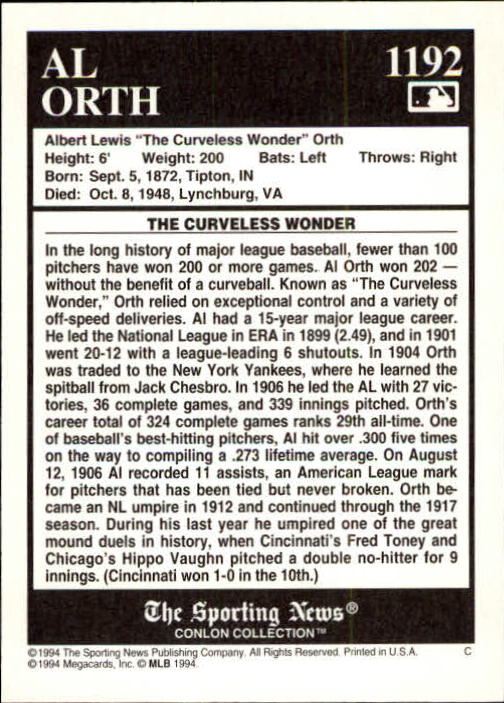 AL
ORTH
1192
Albert Lewis "The Curveless Wonder" Orth
Height: 6' Weight: 200 Bats: Left Throws: Right
Born: Sept. 5, 1872, Tipton, IN
Died: Oct. 8, 1948, Lynchburg, VA
THE CURVELESS WONDER
In the long history of major league baseball, fewer than 100
pitchers have won 200 or more games. Al Orth won 202 —
without the benefit of a curveball. Known as "The Curveless
Wonder," Orth relied on exceptional control and a variety of
off-speed deliveries. Al had a 15-year major league career.
He led the National League in ERA in 1899 (2.49), and in 1901
went 20-12 with a league-leading 6 shutouts. In 1904 Orth
was traded to the New York Yankees, where he learned the
spitball from Jack Chesbro. In 1906 he led the AL with 27 vic-
tories, 36 complete games, and 339 innings pitched. Orth's
career total of 324 complete games ranks 29th all-time. One
of baseball's best-hitting pitchers, Al hit over .300 five times
on the way to compiling a .273 lifetime average. On August
12, 1906 Al recorded 11 assists, an American League mark
for pitchers that has been tied but never broken. Orth be-
came an NL umpire in 1912 and continued through the 1917
season. During his last year he umpired one of the great
mound duels in history, when Cincinnati's Fred Toney and
Chicago's Hippo Vaughn pitched a double no-hitter for 9
innings. (Cincinnati won 1-0 in the 10th.)
The Sporting News®
CONLON COLLECTION™
©1994 The Sporting News Publishing Company. All Rights Reserved. Printed in U.S.A. C
©1994 Megacards, Inc. © MLB 1994